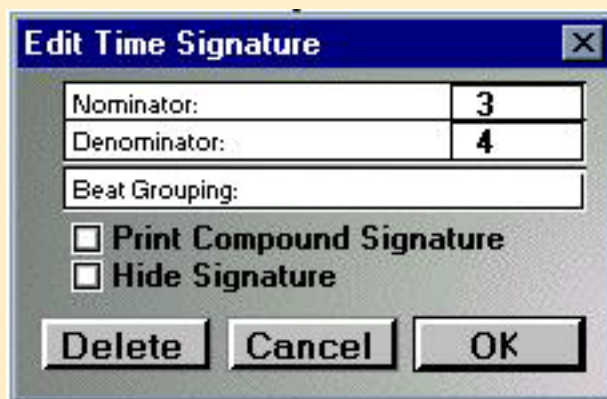 Edit Time Signature
Nominator: 3
Denominator: 4
Beat Grouping:
Print Compound Signature
Hide Signature
Delete Cancel OK